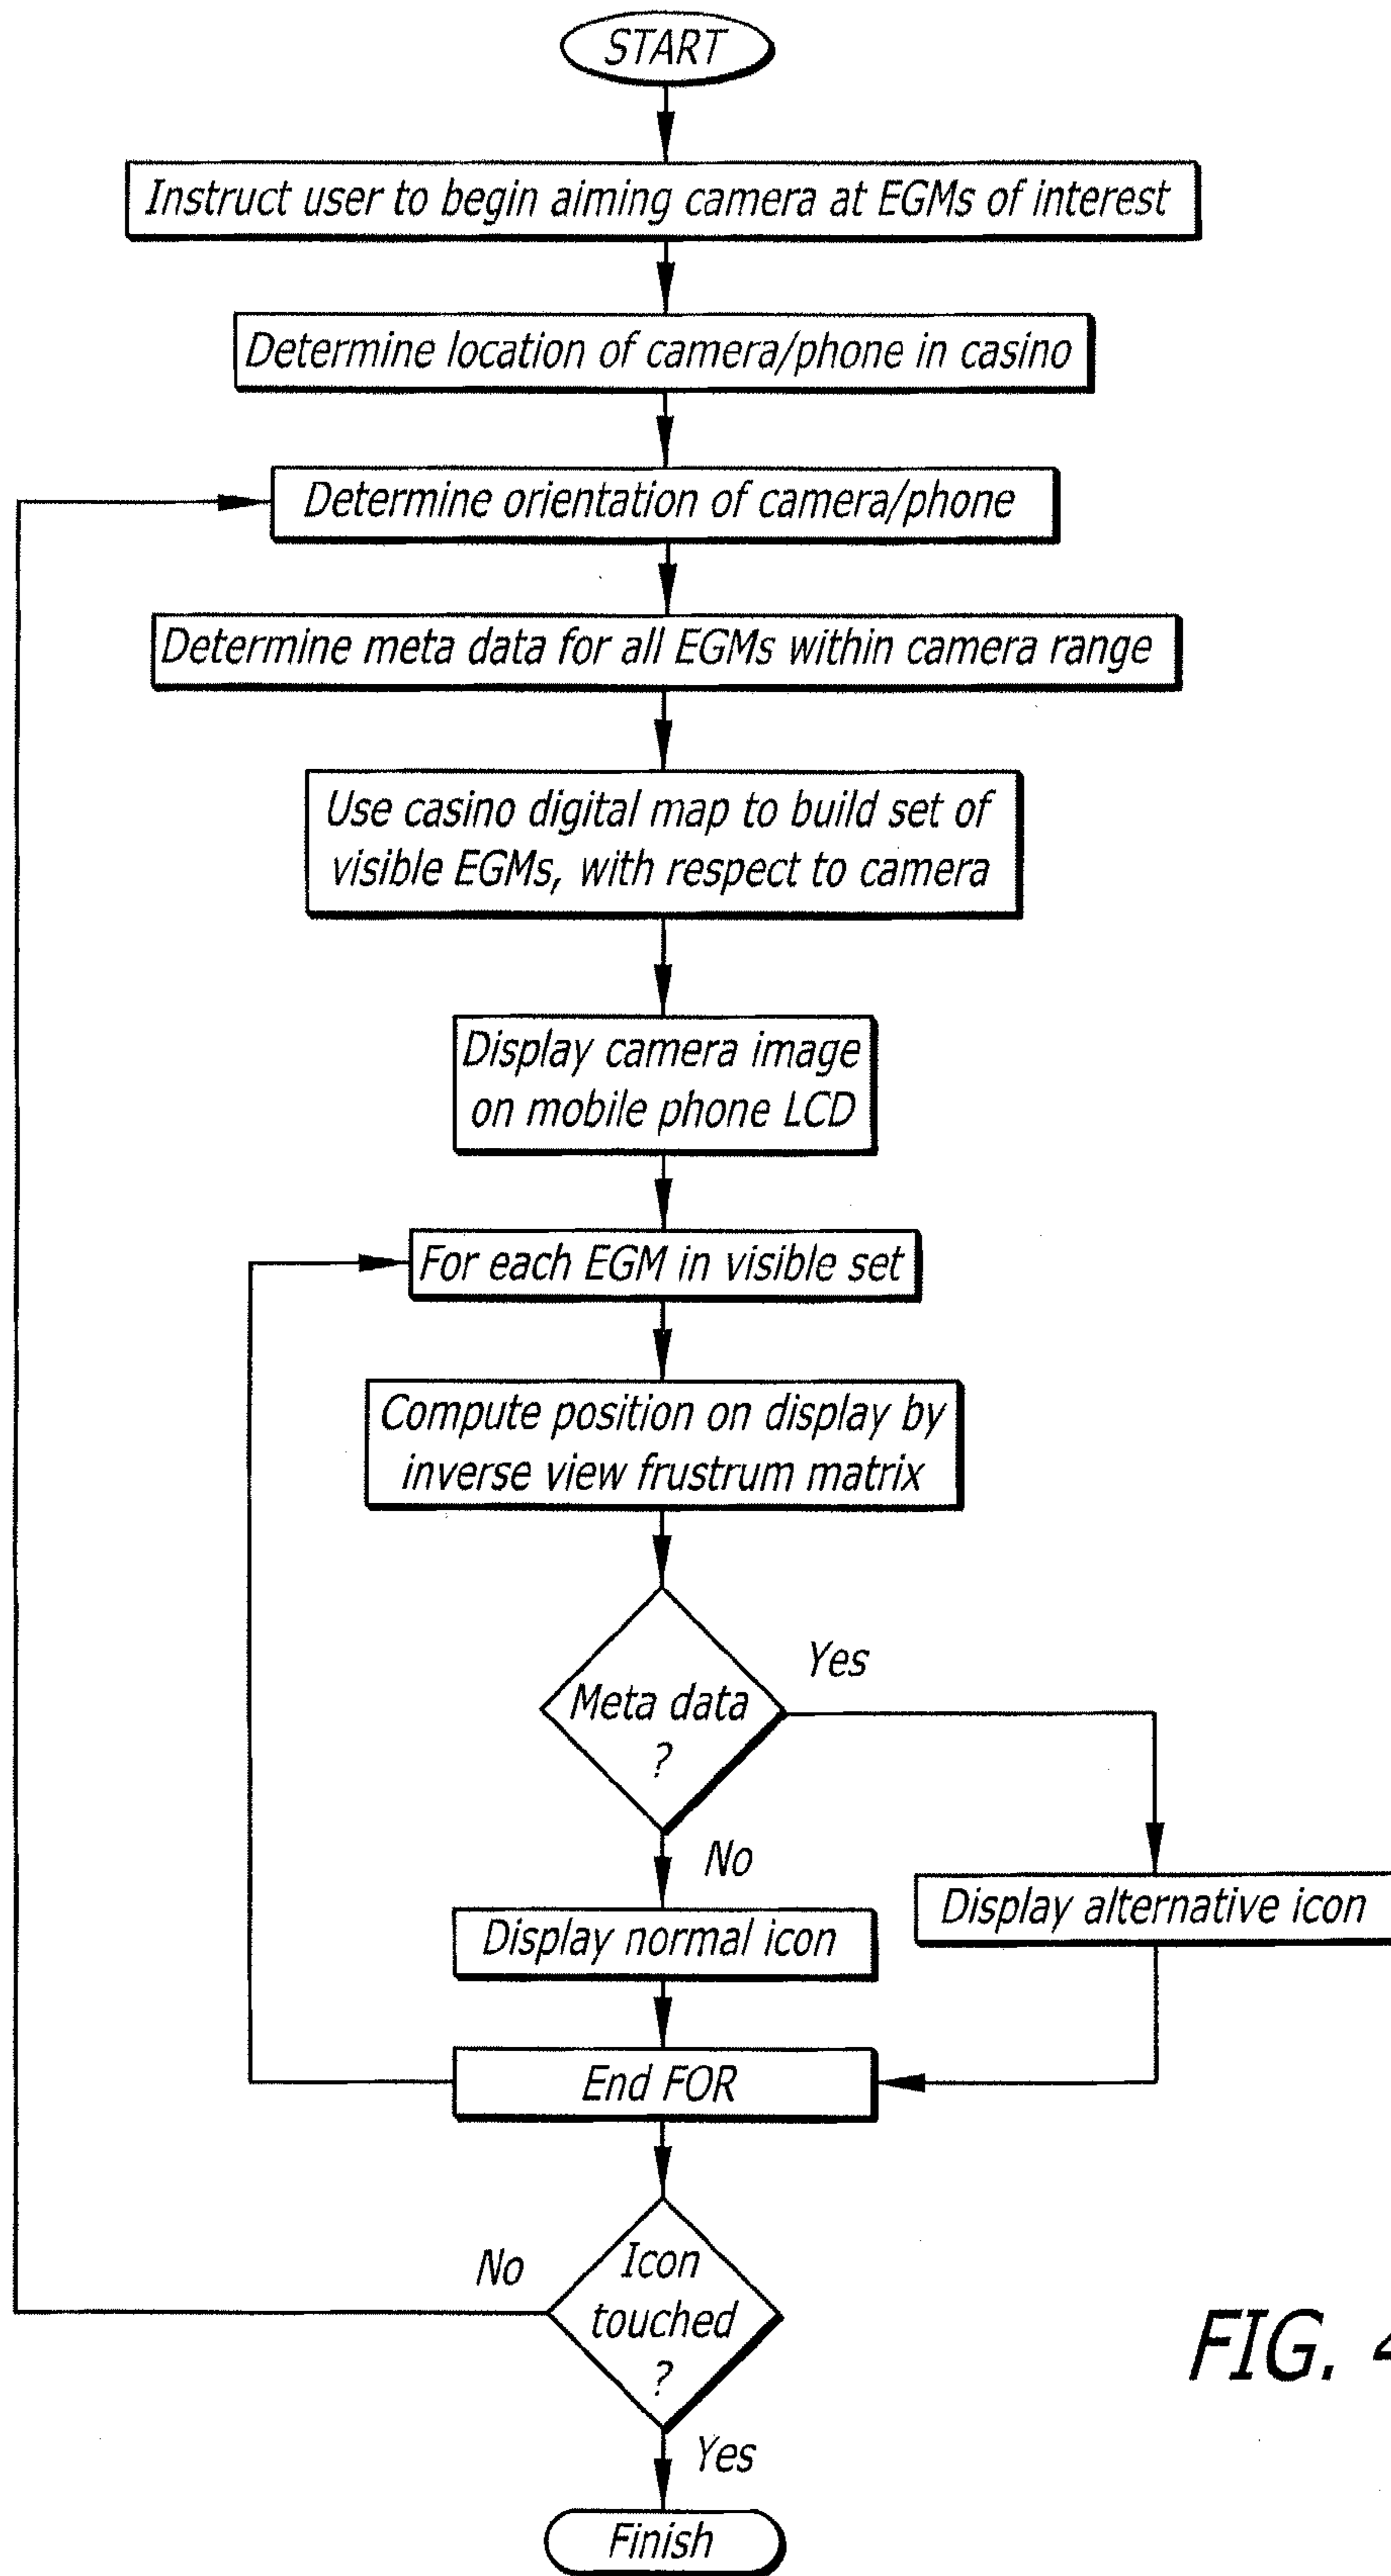 START
Instruct user to begin aiming camera at EGMs of interest
Determine location of camera/phone in casino
Determine orientation of camera/phone
Determine meta data for all EGMs within camera range
Use casino digital map to build set of
visible EGMs, with respect to camera
Display camera image
on mobile phone LCD
For each EGM in visible set
Compute position on display by
inverse view frustrum matrix
Yes
Meta data
?
No
Display alternative icon
Display normal icon
End FOR
No
Icon
touched
?
FIG. 4
Yes
Finish